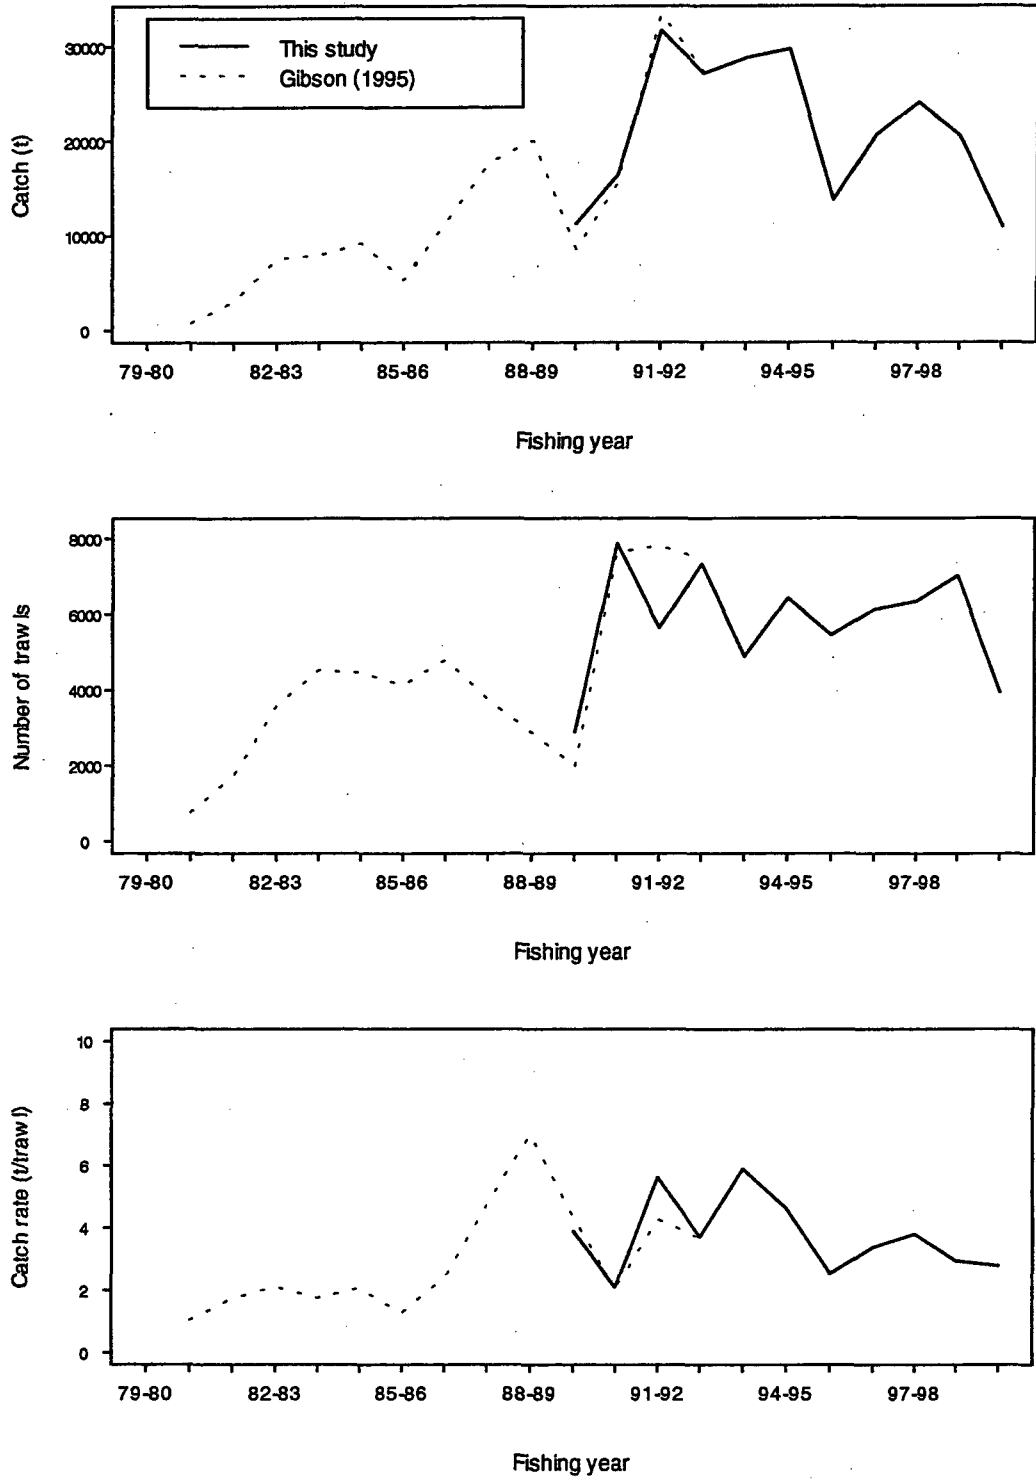 This study
Gibson (1995)
Catch (t)
30000
20000
10000
0
79-80 82-83 85-86 88-89 91-92 94-95 97-98
Fishing year
Number of trawls
8000
6000
4000
2000
0
79-80 82-83 85-86 88-89 91-92 94-95 97-98
Fishing year
Catch rate (t/trawl)
10
8
6
4
2
0
79-80 82-83 85-86 88-89 91-92 94-95 97-98
Fishing year